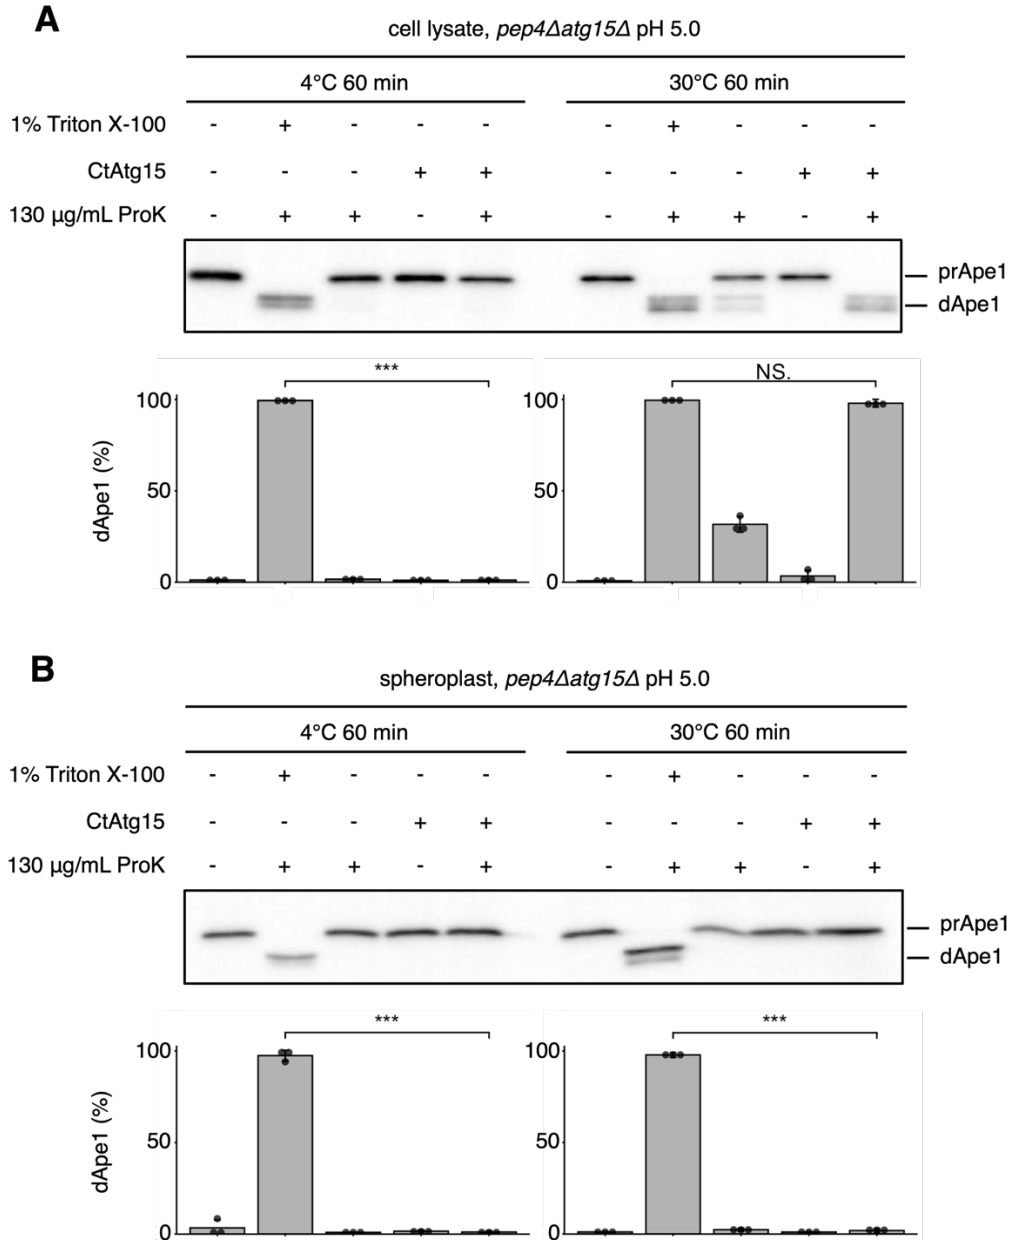 A
cell lysate, pep4Δatg15Δ pH 5.0
4°C 60 min 30°C 60 min
1% Triton X-100 - + - - - - + - - -
CtAtg15 - - - + + - - - + +
130 µg/mL ProK - + + - + - + + - +
prApe1
dApe1
*** NS.
100 100
50 50
0 0
dApe1 (%)
B
spheroplast, pep4Δatg15Δ pH 5.0
4°C 60 min 30°C 60 min
1% Triton X-100 - + - - - - + - - -
CtAtg15 - - - + + - - - + +
130 µg/mL ProK - + + - + - + + - +
prApe1
dApe1
*** ***
100 100
50 50
0 0
dApe1 (%)